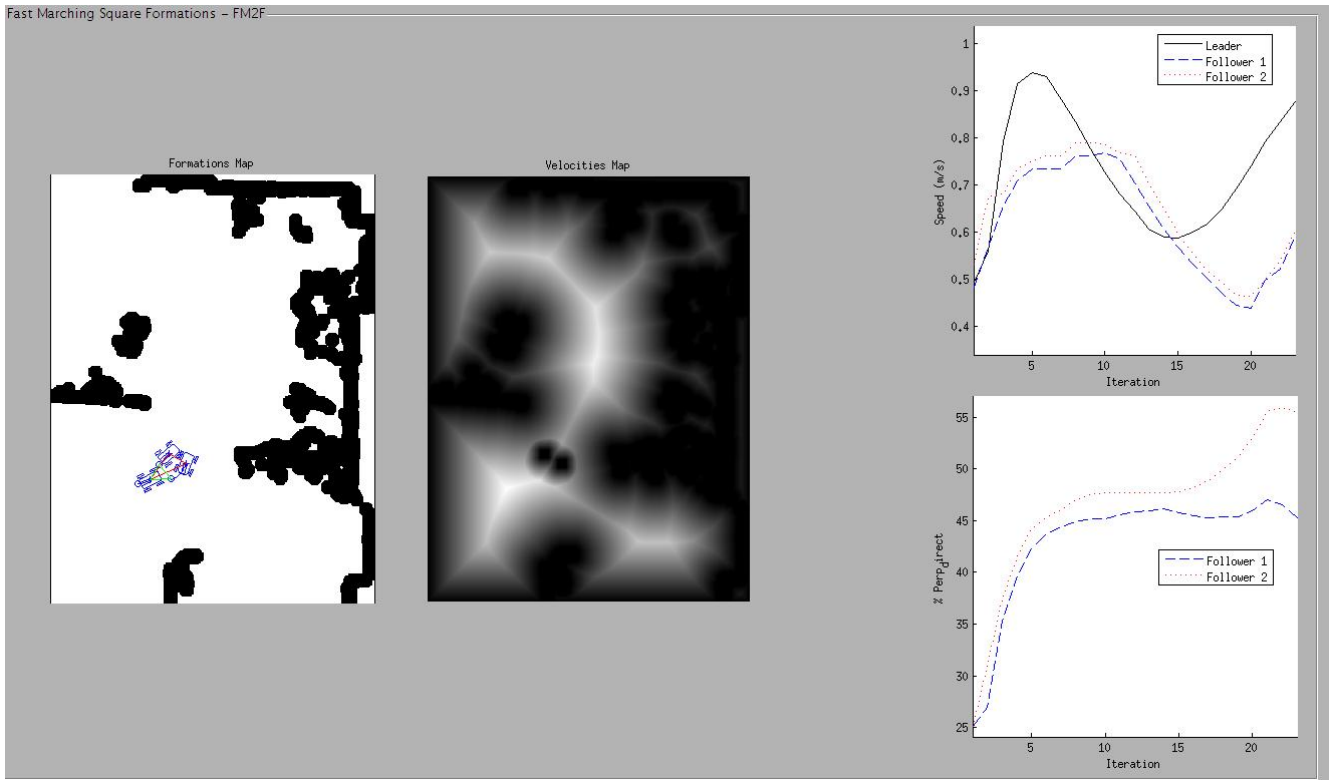 Fast Marching Square Formations – FM2F
Formations Map
Velocities Map
Leader
Follower 1
Follower 2
1
0.9
0.8
0.7
0.6
0.5
0.4
Speed (m/s)
5
10
15
20
Iteration
55
50
45
40
35
30
25
% Perp_direct
Follower 1
Follower 2
5
10
15
20
Iteration